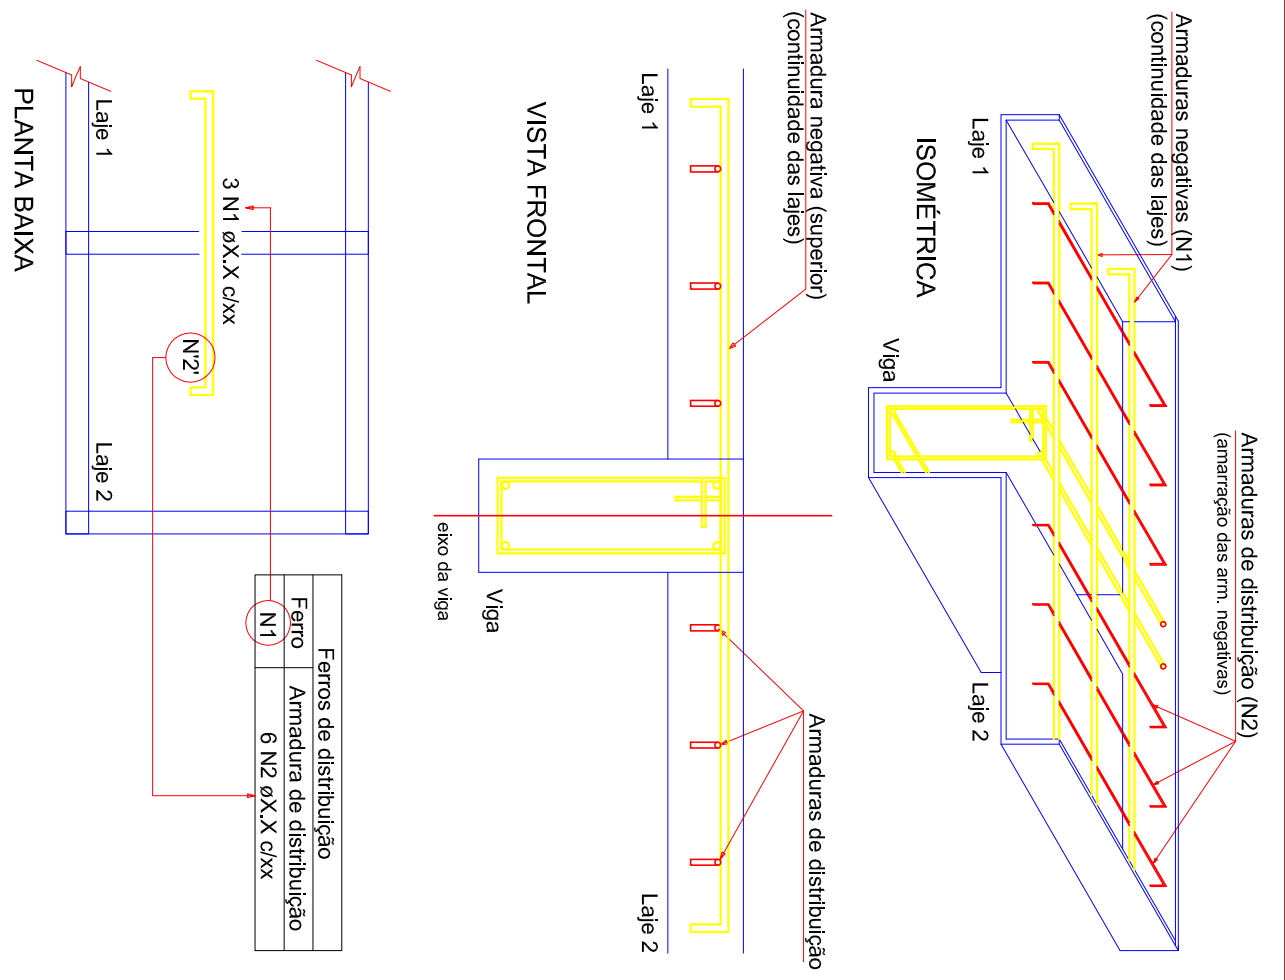 Armaduras negativas (N1)
(continuidade das lajes)
Armaduras de distribuição (N2)
(amarração das arm. negativas)
Laje 1
Viga
Laje 2
ISOMÉTRICA
Armadura negativa (superior)
(continuidade das lajes)
Armaduras de distribuição
Laje 1
Laje 2
VISTA FRONTAL
Viga
eixo da viga
3 N1 øX.X c/xx
N'2'
Laje 1
Laje 2
PLANTA BAIXA
Ferros de distribuição
Ferro Armadura de distribuição
N1 6 N2 øX.X c/xx